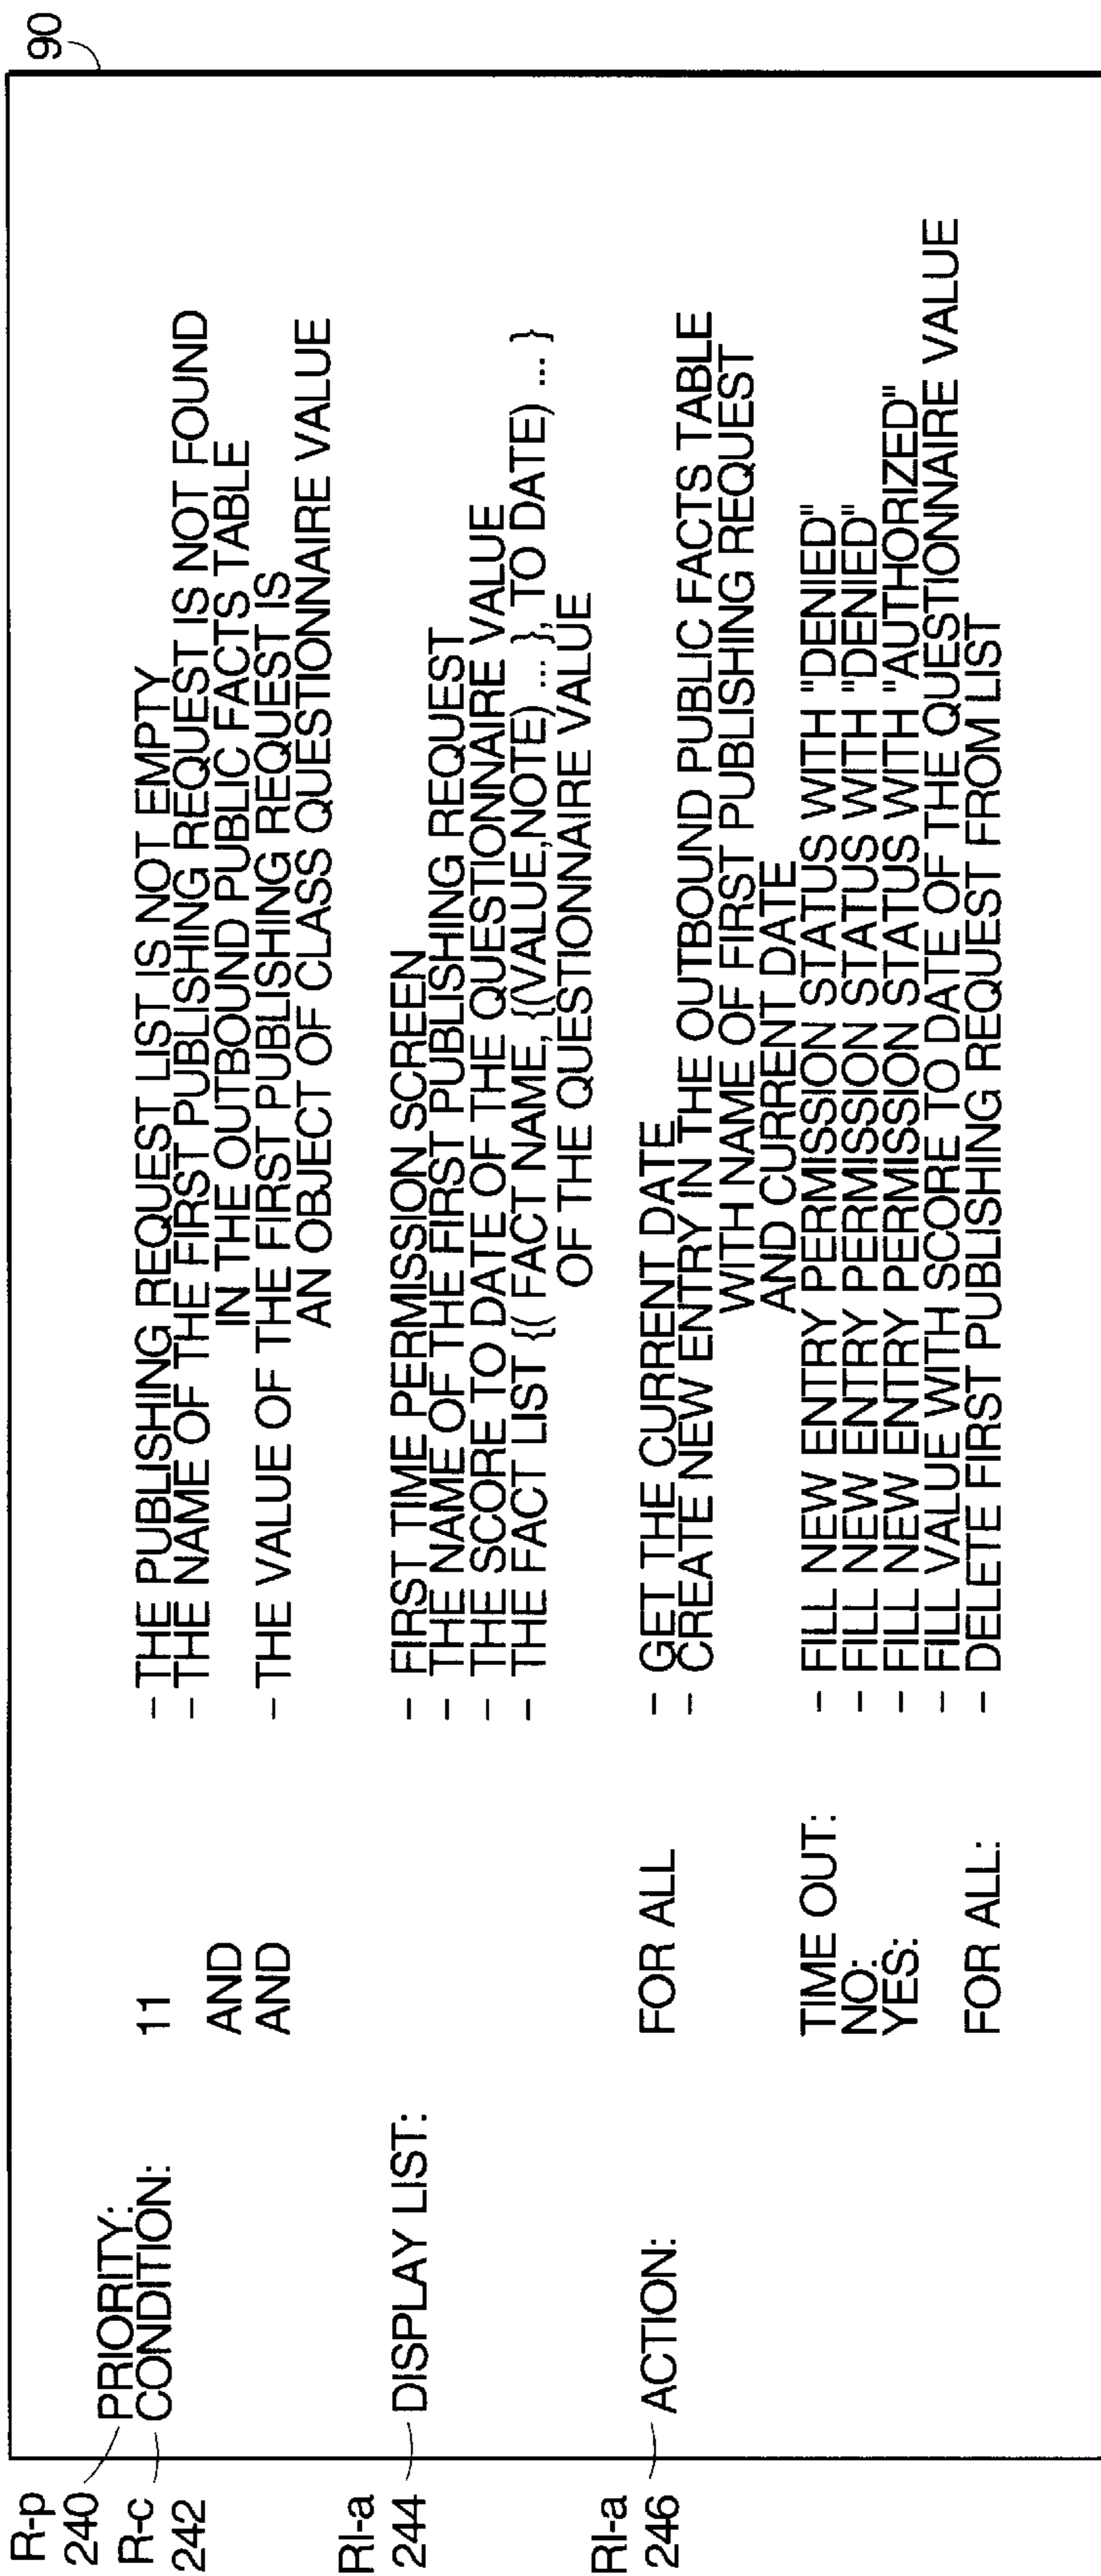 90
R-p
240
PRIORITY:
R-c
242
CONDITION: 11 - THE PUBLISHING REQUEST LIST IS NOT EMPTY
- THE NAME OF THE FIRST PUBLISHING REQUEST IS NOT FOUND
AND IN THE OUTBOUND PUBLIC FACTS TABLE
AND - THE VALUE OF THE FIRST PUBLISHING REQUEST IS
AN OBJECT OF CLASS QUESTIONNAIRE VALUE
RI-a
244
DISPLAY LIST: - FIRST TIME PERMISSION SCREEN
- THE NAME OF THE FIRST PUBLISHING REQUEST
- THE SCORE TO DATE OF THE QUESTIONNAIRE VALUE
- THE FACT LIST {( FACT NAME, {(VALUE,NOTE) ... }, TO DATE) ... }
OF THE QUESTIONNAIRE VALUE
RI-a
246
ACTION: FOR ALL - GET THE CURRENT DATE
- CREATE NEW ENTRY IN THE OUTBOUND PUBLIC FACTS TABLE
WITH NAME OF FIRST PUBLISHING REQUEST
AND CURRENT DATE
TIME OUT: - FILL NEW ENTRY PERMISSION STATUS WITH "DENIED"
NO: - FILL NEW ENTRY PERMISSION STATUS WITH "DENIED"
YES: - FILL NEW ENTRY PERMISSION STATUS WITH "AUTHORIZED"
- FILL VALUE WITH SCORE TO DATE OF THE QUESTIONNAIRE VALUE
FOR ALL: - DELETE FIRST PUBLISHING REQUEST FROM LIST